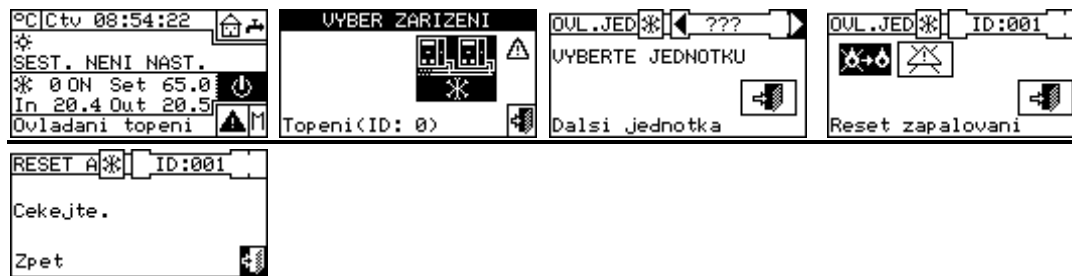 °C Ctv 08:54:22
SEST. NENI NAST.
0 ON Set 65.0
In 20.4 Out 20.5
Ovladani topeni M
VYBER ZARIZENI
Topeni(ID: 0)
OVL.JED ???
VYBERTE JEDNOTKU
Dalsi jednotka
OVL.JED ID:001
Reset zapalovani
RESET A ID:001
Cekejte.
Zpet